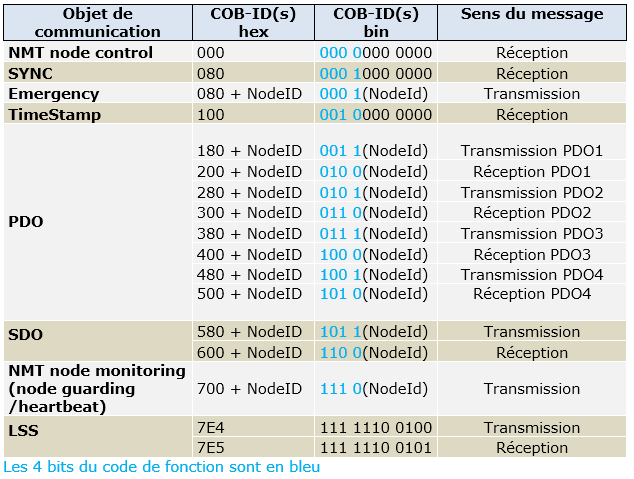 Objet de communication COB-ID(s) hex COB-ID(s) bin Sens du message
NMT node control 000 000 0000 0000 Réception
SYNC 080 000 1000 0000 Réception
Emergency 080 + NodeID 000 1(NodeId) Transmission
TimeStamp 100 001 0000 0000 Réception
PDO
180 + NodeID 001 1(NodeId) Transmission PDO1
200 + NodeID 010 0(NodeId) Réception PDO1
280 + NodeID 010 1(NodeId) Transmission PDO2
300 + NodeID 011 0(NodeId) Réception PDO2
380 + NodeID 011 1(NodeId) Transmission PDO3
400 + NodeID 100 0(NodeId) Réception PDO3
480 + NodeID 100 1(NodeId) Transmission PDO4
500 + NodeID 101 0(NodeId) Réception PDO4
SDO
580 + NodeID 101 1(NodeId) Transmission
600 + NodeID 110 0(NodeId) Réception
NMT node monitoring
(node guarding
/heartbeat)
700 + NodeID 111 0(NodeId) Transmission
LSS
7E4 111 1110 0100 Transmission
7E5 111 1110 0101 Réception
Les 4 bits du code de fonction sont en bleu